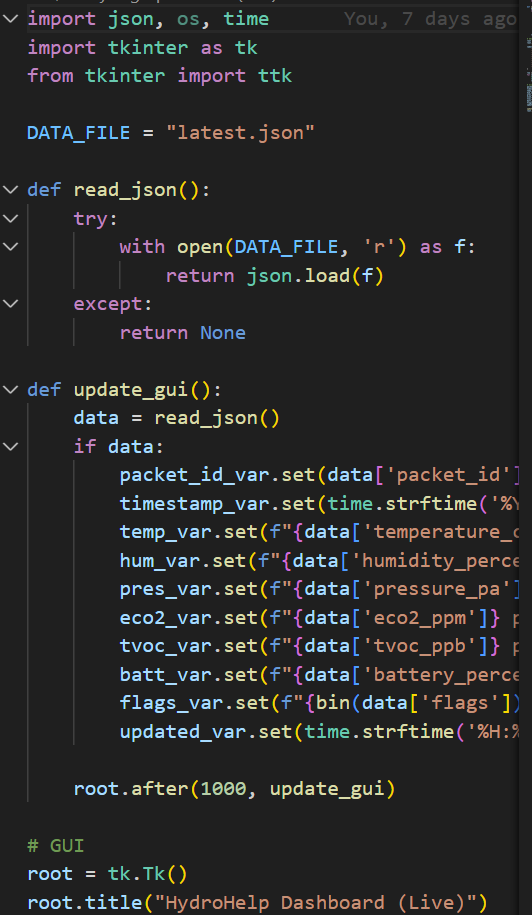 import json, os, time You, 7 days ago
import tkinter as tk
from tkinter import ttk
DATA_FILE = "latest.json"
def read_json():
try:
with open(DATA_FILE, 'r') as f:
return json.load(f)
except:
return None
def update_gui():
data = read_json()
if data:
packet_id_var.set(data['packet_id']
timestamp_var.set(time.strftime('%Y
temp_var.set(f"{data['temperature_c
hum_var.set(f"{data['humidity_perce
pres_var.set(f"{data['pressure_pa']
eco2_var.set(f"{data['eco2_ppm']} p
tvoc_var.set(f"{data['tvoc_ppb']} p
batt_var.set(f"{data['battery_perce
flags_var.set(f"{bin(data['flags'])
updated_var.set(time.strftime('%H:%
root.after(1000, update_gui)
# GUI
root = tk.Tk()
root.title("HydroHelp Dashboard (Live)")